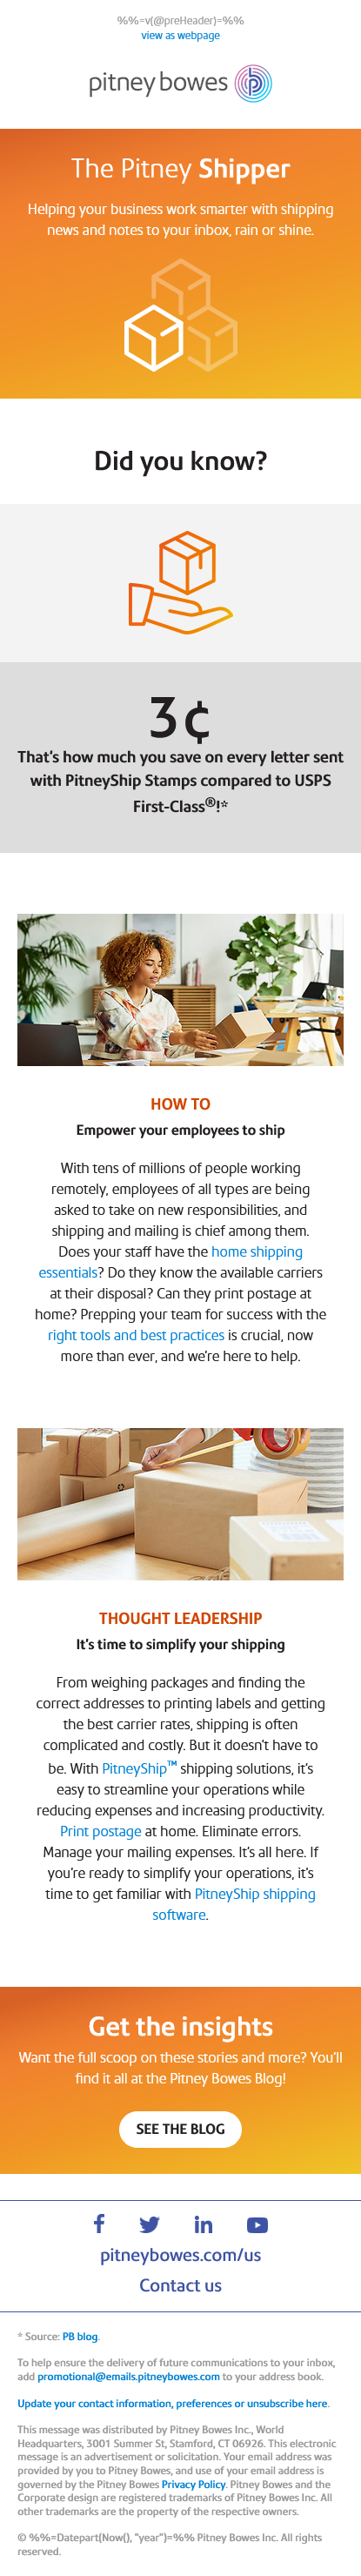 %%=v(@preHeader)=%%
view as webpage
pitney bowes
The Pitney Shipper
Helping your business work smarter with shipping
news and notes to your inbox, rain or shine.
Did you know?
3¢
That's how much you save on every letter sent
with PitneyShip Stamps compared to USPS
First-Class®!*
HOW TO
Empower your employees to ship
With tens of millions of people working
remotely, employees of all types are being
asked to take on new responsibilities, and
shipping and mailing is chief among them.
Does your staff have the home shipping
essentials? Do they know the available carriers
at their disposal? Can they print postage at
home? Prepping your team for success with the
right tools and best practices is crucial, now
more than ever, and we're here to help.
THOUGHT LEADERSHIP
It's time to simplify your shipping
From weighing packages and finding the
correct addresses to printing labels and getting
the best carrier rates, shipping is often
complicated and costly. But it doesn't have to
be. With PitneyShip™ shipping solutions, it's
easy to streamline your operations while
reducing expenses and increasing productivity.
Print postage at home. Eliminate errors.
Manage your mailing expenses. It's all here. If
you're ready to simplify your operations, it's
time to get familiar with PitneyShip shipping
software.
Get the insights
Want the full scoop on these stories and more? You'll
find it all at the Pitney Bowes Blog!
SEE THE BLOG
pitneybowes.com/us
Contact us
* Source: PB blog.
To help ensure the delivery of future communications to your inbox,
add promotional@emails.pitneybowes.com to your address book.
Update your contact information, preferences or unsubscribe here.
This message was distributed by Pitney Bowes Inc., World
Headquarters, 3001 Summer St, Stamford, CT 06926. This electronic
message is an advertisement or solicitation. Your email address was
provided by you to Pitney Bowes, and use of your email address is
governed by the Pitney Bowes Privacy Policy. Pitney Bowes and the
Corporate design are registered trademarks of Pitney Bowes Inc. All
other trademarks are the property of the respective owners.
© %%=Datepart(Now(), "year")=%% Pitney Bowes Inc. All rights
reserved.